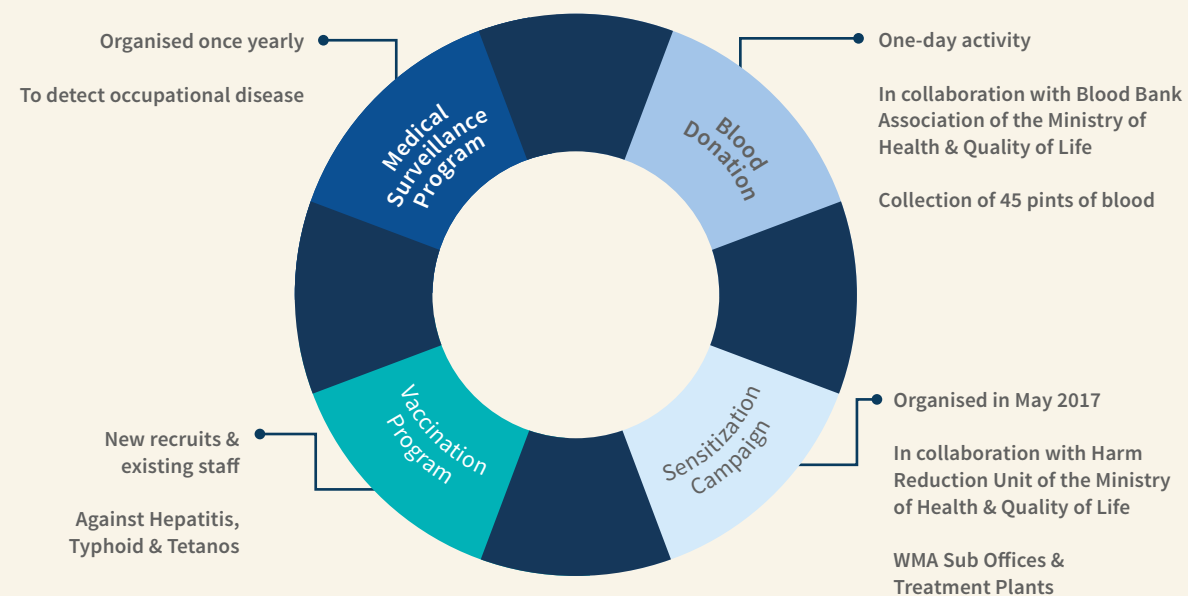 Organised once yearly
To detect occupational disease
Medical
Surveillance
Program
Blood
Donation
One-day activity
In collaboration with Blood Bank
Association of the Ministry of
Health & Quality of Life
Collection of 45 pints of blood
New recruits &
existing staff
Against Hepatitis,
Typhoid & Tetanos
Vaccination
Program
Sensitization
Campaign
Organised in May 2017
In collaboration with Harm
Reduction Unit of the Ministry
of Health & Quality of Life
WMA Sub Offices &
Treatment Plants